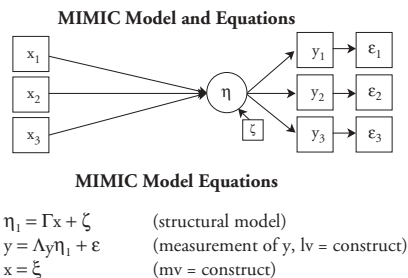 MIMIC Model and Equations
x₁
x₂
x₃
η
ζ
y₁ ε₁
y₂ ε₂
y₃ ε₃
MIMIC Model Equations
η₁ = Γx + ζ (structural model)
y = Λyη₁ + ε (measurement of y, lv = construct)
x = ξ (mv = construct)